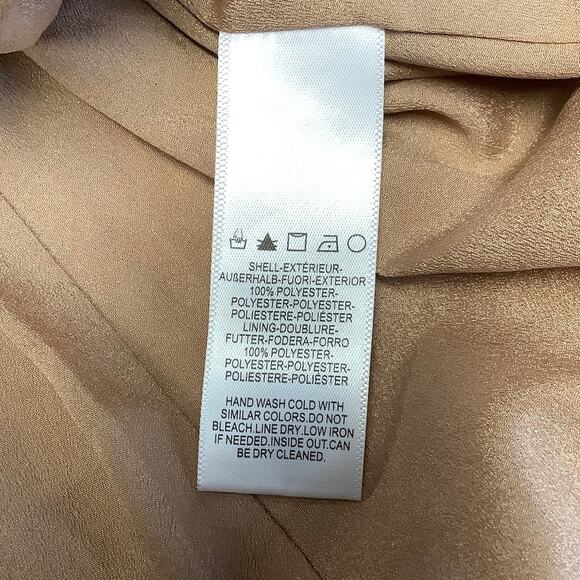 SHELL-EXTÉRIEUR-
AUßERHALB-FUORI-EXTERIOR
100% POLYESTER-
POLYESTER-POLYESTER-
POLIESTERE-POLIÉSTER
LINING-DOUBLURE-
FUTTER-FODERA-FORRO
100% POLYESTER-
POLYESTER-POLYESTER-
POLIESTERE-POLIÉSTER
HAND WASH COLD WITH
SIMILAR COLORS.DO NOT
BLEACH.LINE DRY.LOW IRON
IF NEEDED.INSIDE OUT.CAN
BE DRY CLEANED.